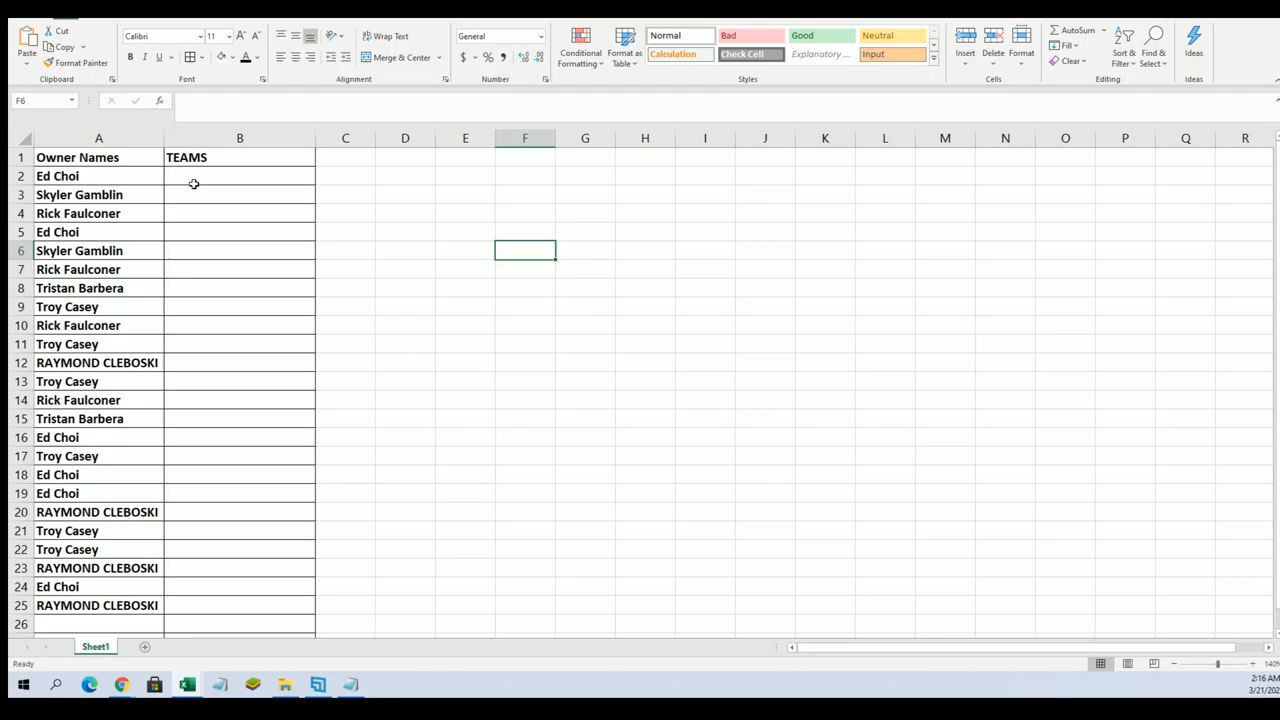 Cut
Copy
Format Painter
Paste
Clipboard
Calibri
11
Font
Wrap Text
Merge & Center
Alignment
General
Number
Conditional Formatting
Format as Table
Normal
Bad
Good
Neutral
Calculation
Check Cell
Explanatory ...
Input
Styles
Insert
Delete
Format
Cells
AutoSum
Fill
Clear
Sort & Filter
Find & Select
Editing
Ideas
Ideas
F6
A B C D E F G H I J K L M N O P Q R
1 Owner Names TEAMS
2 Ed Choi
3 Skyler Gamblin
4 Rick Faulconer
5 Ed Choi
6 Skyler Gamblin
7 Rick Faulconer
8 Tristan Barbera
9 Troy Casey
10 Rick Faulconer
11 Troy Casey
12 RAYMOND CLEBOSKI
13 Troy Casey
14 Rick Faulconer
15 Tristan Barbera
16 Ed Choi
17 Troy Casey
18 Ed Choi
19 Ed Choi
20 RAYMOND CLEBOSKI
21 Troy Casey
22 Troy Casey
23 RAYMOND CLEBOSKI
24 Ed Choi
25 RAYMOND CLEBOSKI
26
Sheet1
Ready
140%
2:16 AM
3/21/202